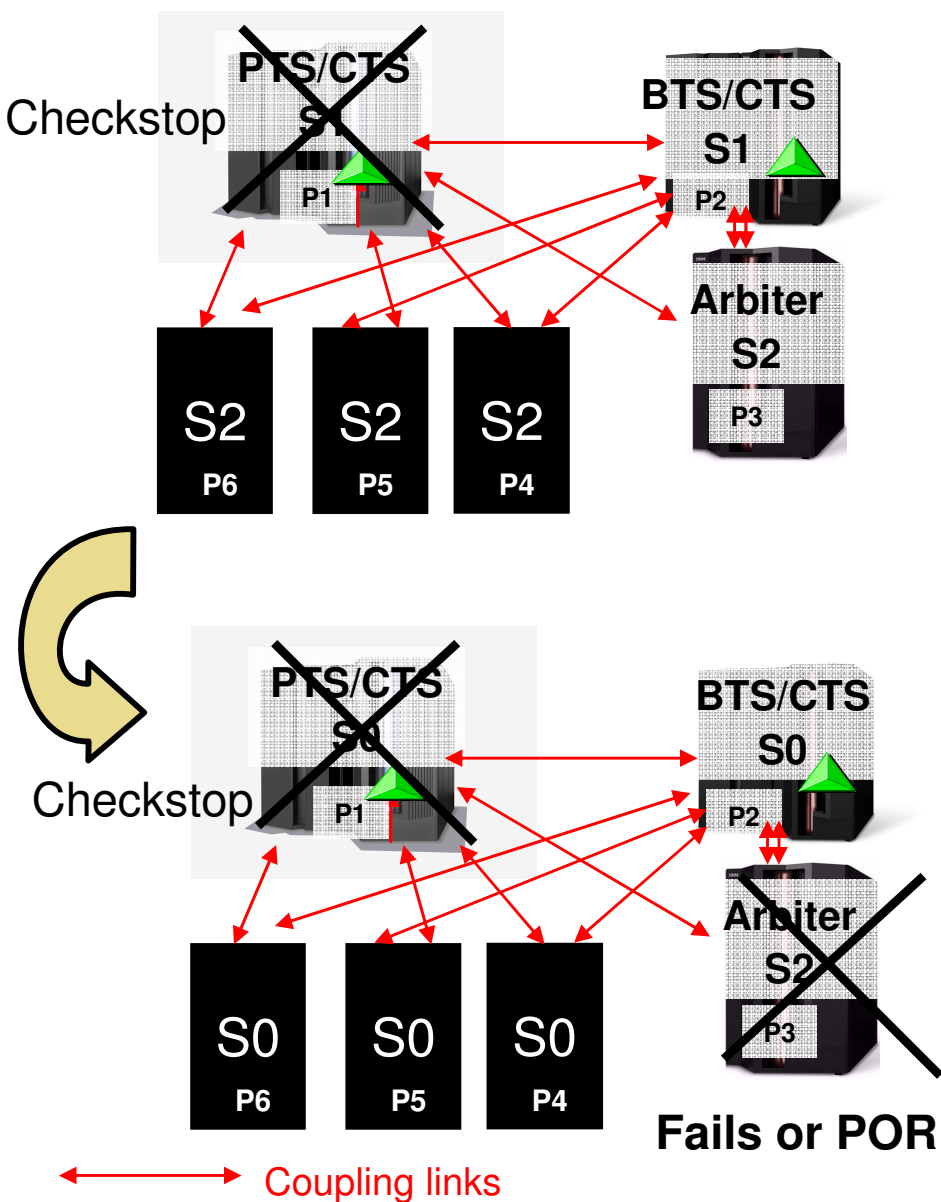 PTS/CTS
S1
P1
Checkstop
BTS/CTS
S1
P2
Arbiter
S2
P3
S2
P6
S2
P5
S2
P4
PTS/CTS
S0
P1
Checkstop
BTS/CTS
S0
P2
Arbiter
S2
P3
S0
P6
S0
P5
S0
P4
Fails or POR
Coupling links